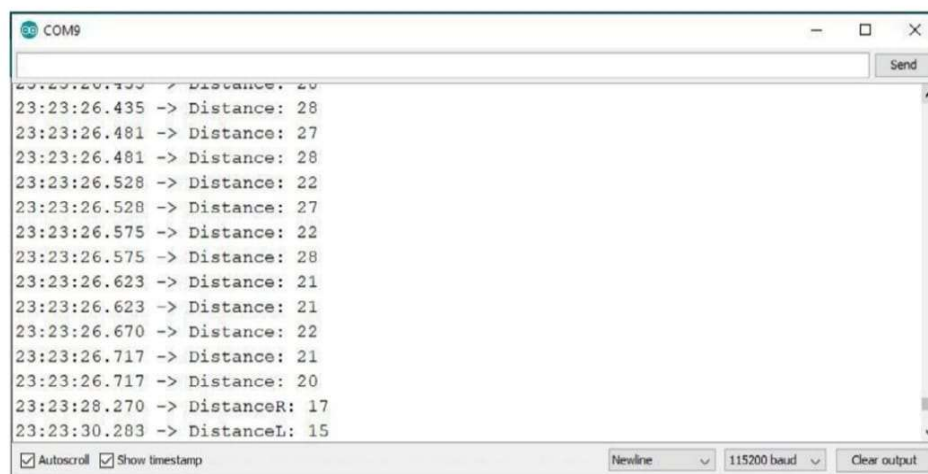 COM9
Send
23:23:26.435 -> Distance: 28
23:23:26.481 -> Distance: 27
23:23:26.481 -> Distance: 28
23:23:26.528 -> Distance: 22
23:23:26.528 -> Distance: 27
23:23:26.575 -> Distance: 22
23:23:26.575 -> Distance: 28
23:23:26.623 -> Distance: 21
23:23:26.623 -> Distance: 21
23:23:26.670 -> Distance: 22
23:23:26.717 -> Distance: 21
23:23:26.717 -> Distance: 20
23:23:28.270 -> DistanceR: 17
23:23:30.283 -> DistanceL: 15
Autoscroll Show timestamp Newline 115200 baud Clear output